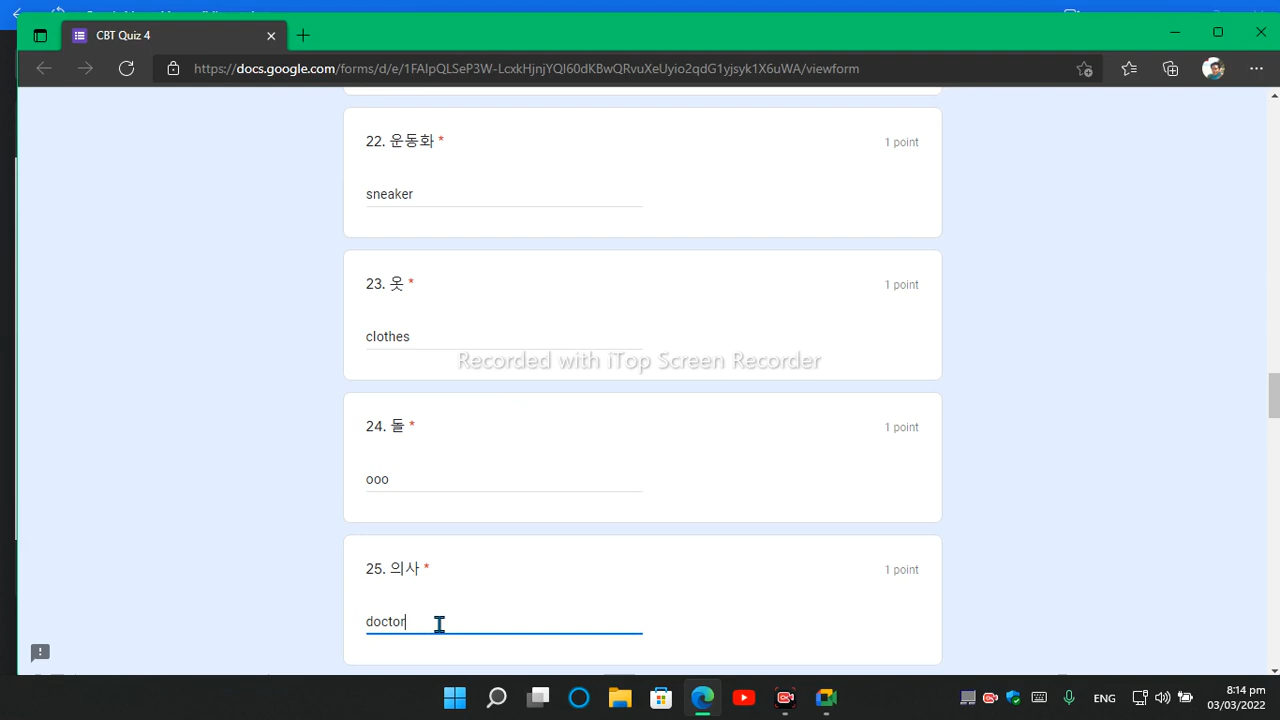 CBT Quiz 4
https://docs.google.com/forms/d/e/1FAIpQLSeP3W-LcxkHjnjYQl60dKBwQRvuXeUyio2qdG1yjsyk1X6uWA/viewform
22. 운동화 *
1 point
sneaker
23. 옷 *
1 point
clothes
Recorded with iTop Screen Recorder
24. 돌 *
1 point
ooo
25. 의사 *
1 point
doctor
ENG
8:14 pm
03/03/2022